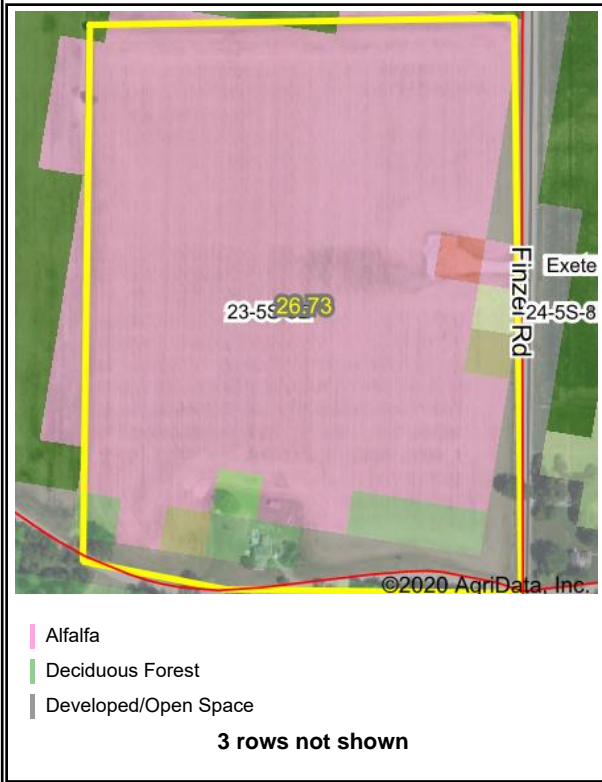 Exete
Finzel Rd
23-5S-
26.73
24-5S-8
©2020 AgriData, Inc.
Alfalfa
Deciduous Forest
Developed/Open Space
3 rows not shown